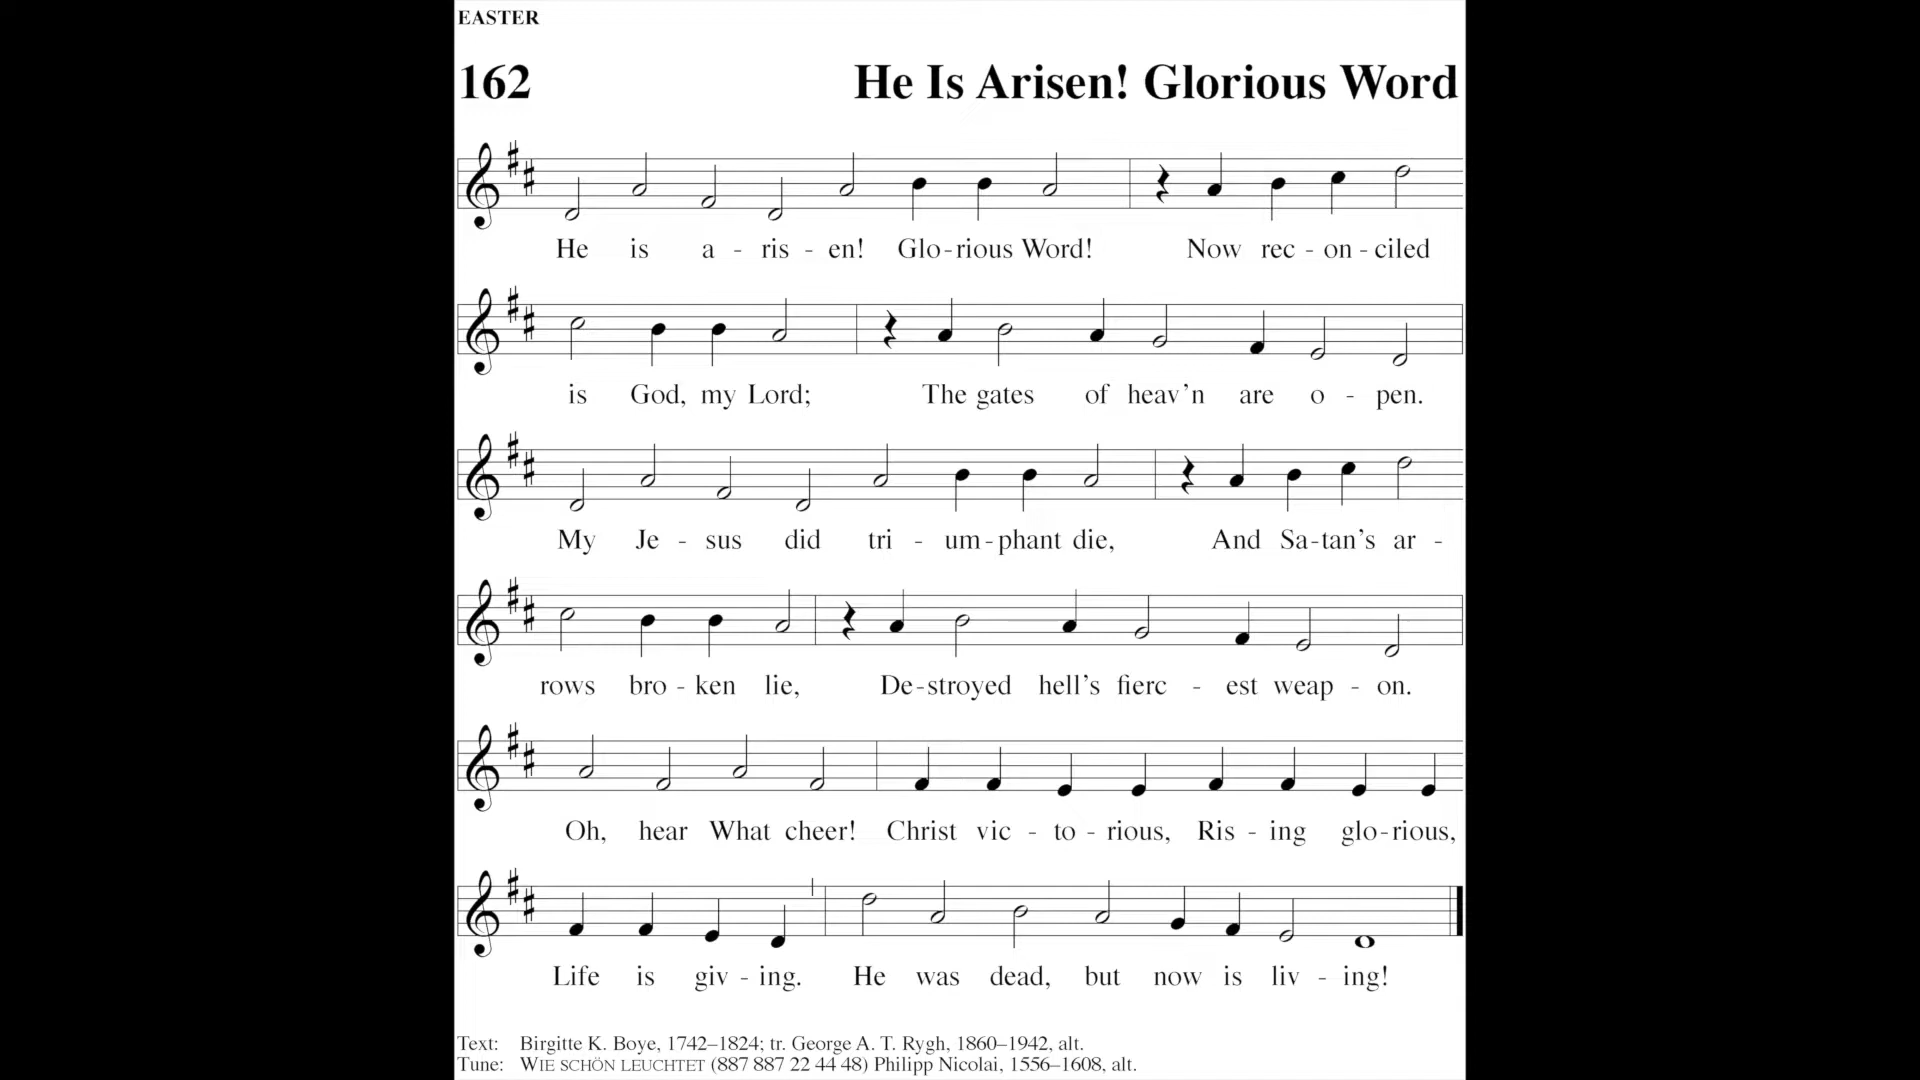 EASTER
162 He Is Arisen! Glorious Word
He is a - ris - en! Glo - rious Word! Now rec - on - ciled
is God, my Lord; The gates of heav’n are o - pen.
My Je - sus did tri - um - phant die, And Sa - tan’s ar -
rows bro - ken lie, De - stroyed hell’s fierc - est weap - on.
Oh, hear What cheer! Christ vic - to - rious, Ris - ing glo - rious,
Life is giv - ing. He was dead, but now is liv - ing!
Text: Birgitte K. Boye, 1742–1824; tr. George A. T. Rygh, 1860–1942, alt.
Tune: WIE SCHÖN LEUCHTET (887 887 22 44 48) Philipp Nicolai, 1556–1608, alt.